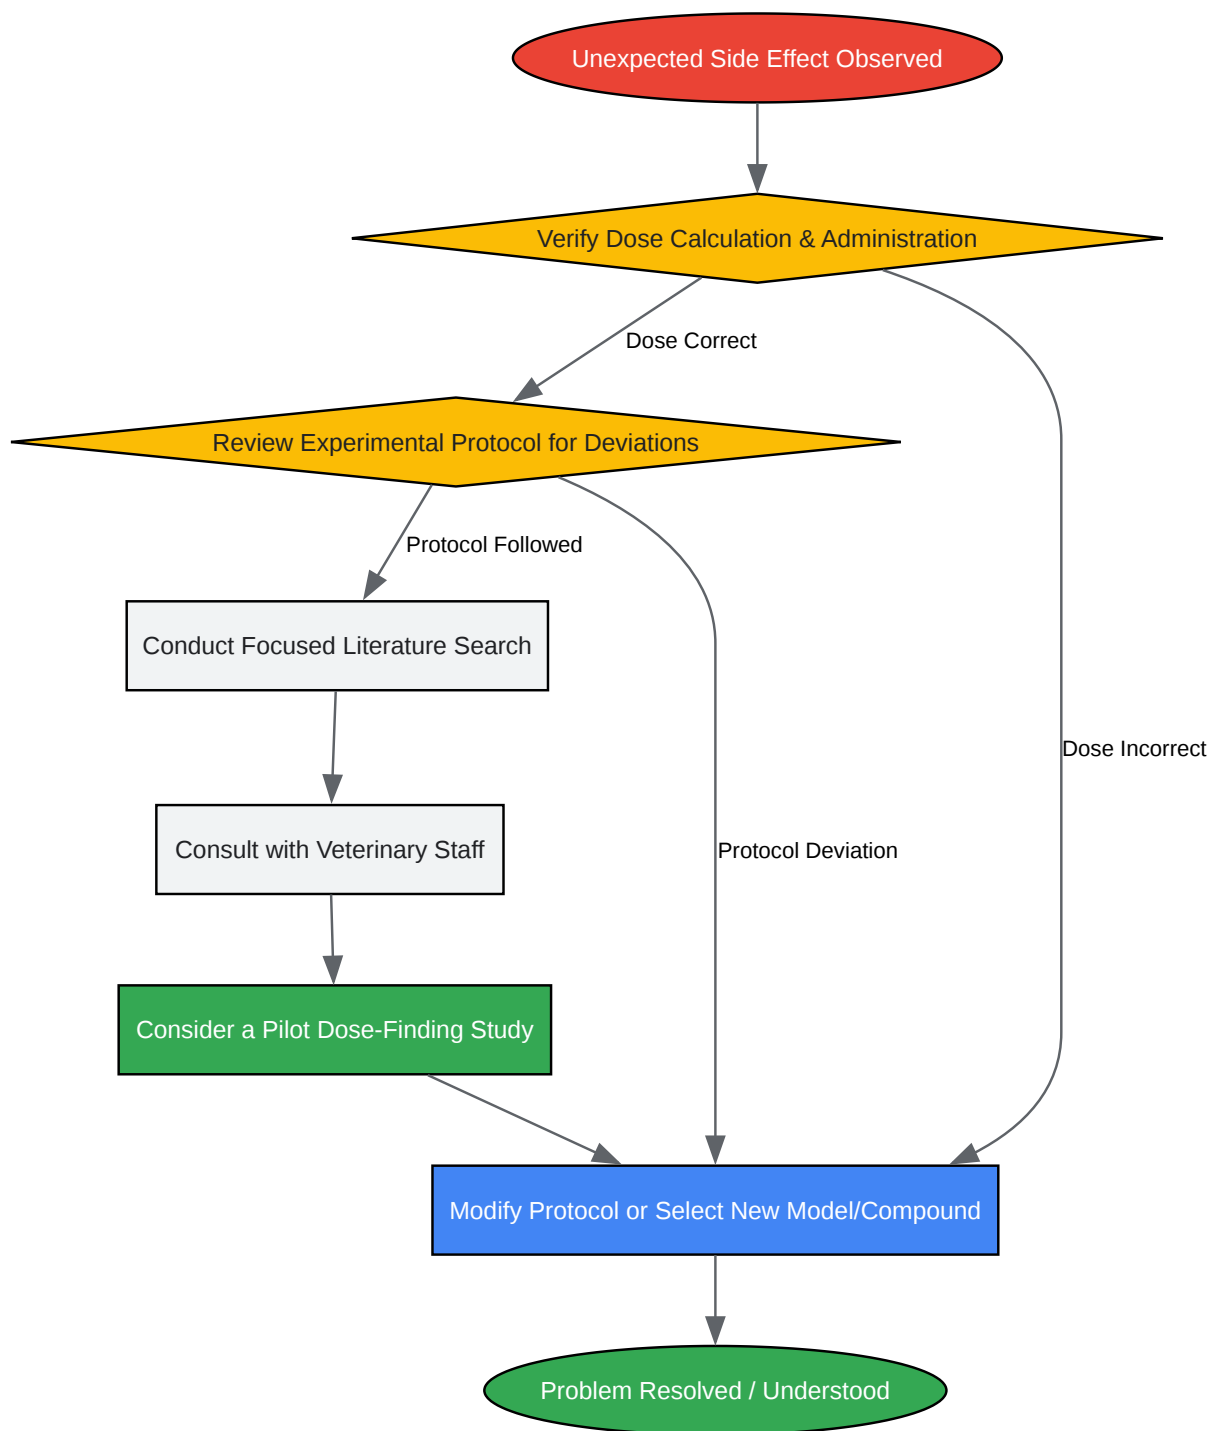 Unexpected Side Effect Observed
Verify Dose Calculation & Administration
Dose Correct
Review Experimental Protocol for Deviations
Protocol Followed
Conduct Focused Literature Search
Dose Incorrect
Consult with Veterinary Staff
Protocol Deviation
Consider a Pilot Dose-Finding Study
Modify Protocol or Select New Model/Compound
Problem Resolved / Understood